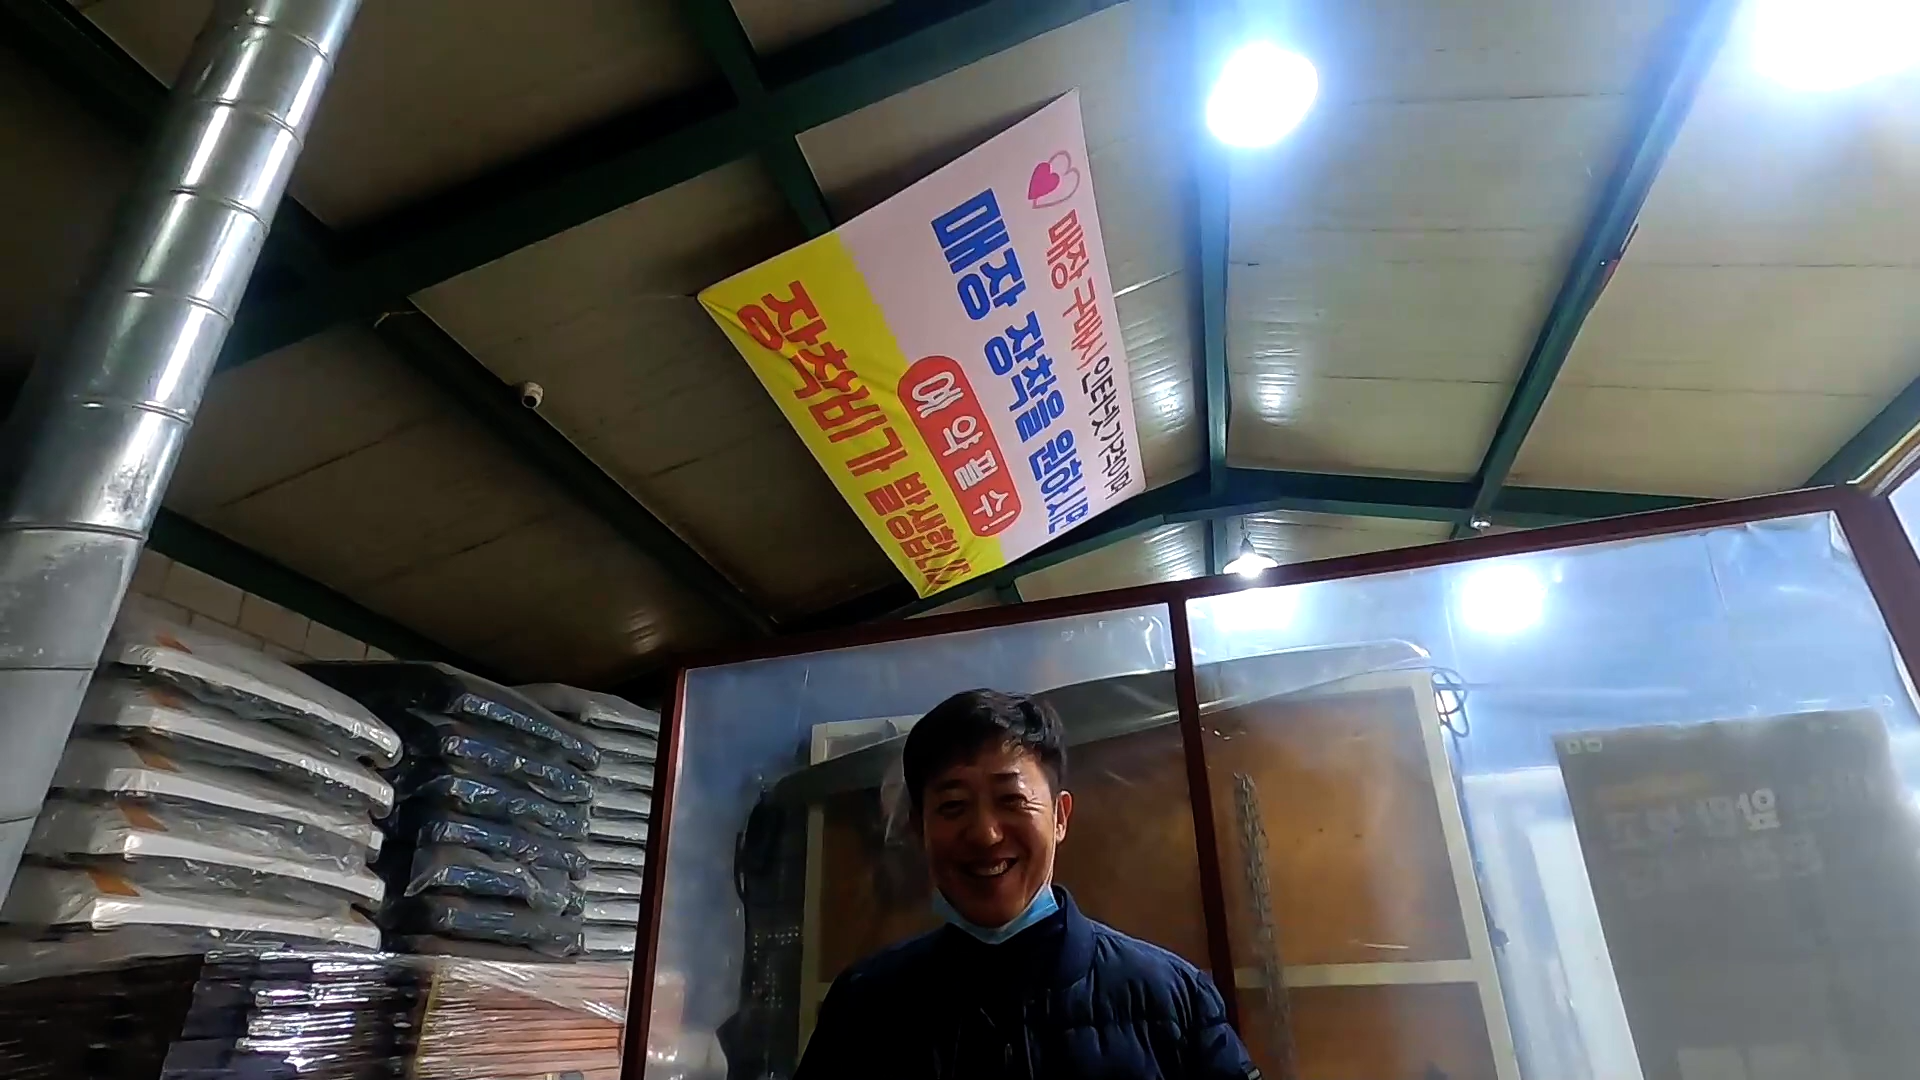 매장 구매시 인터넷가격이며
매장 장착을 원하시면
예약필수!
장착비가 발생합니다